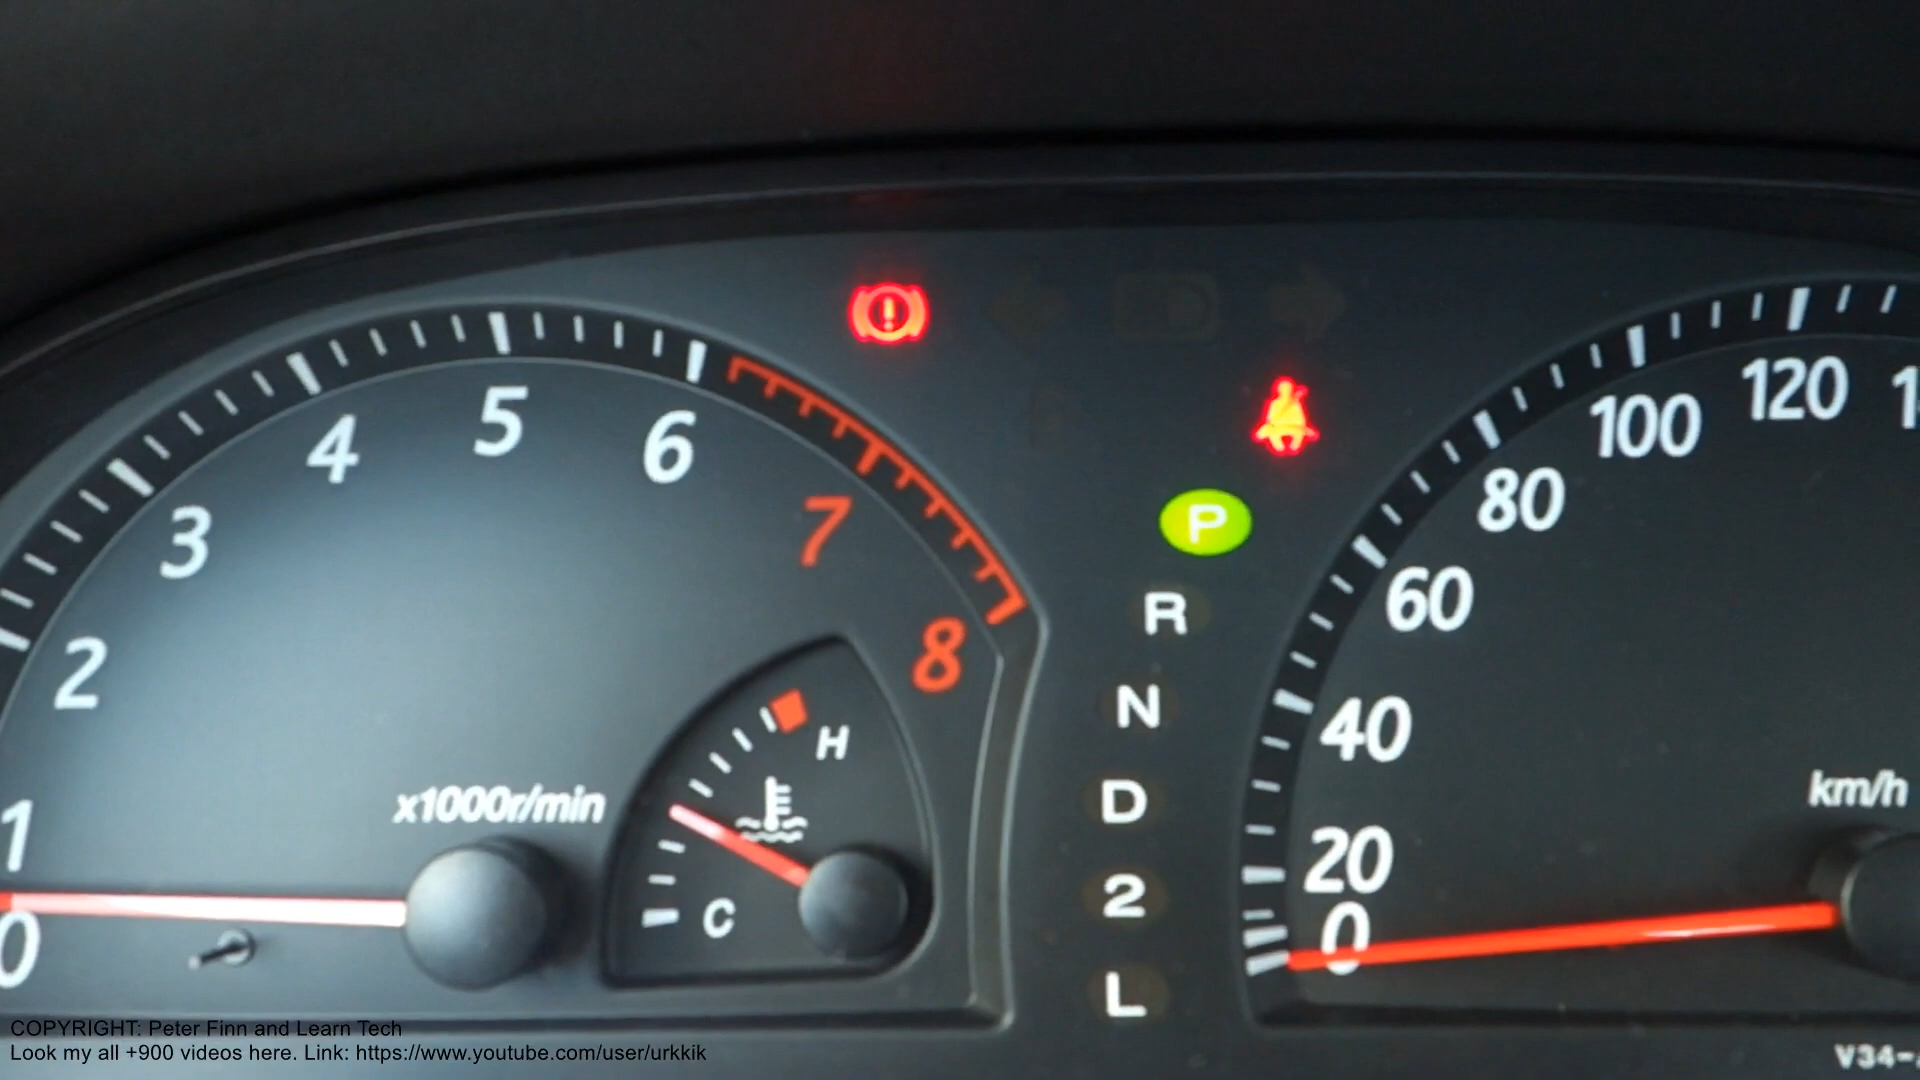 0
1
2
3
4
5
6
7
8
x1000r/min
H
C
P
R
N
D
2
L
0
20
40
60
80
100
120
km/h
V34-
COPYRIGHT: Peter Finn and Learn Tech
Look my all +900 videos here. Link: https://www.youtube.com/user/urkkik